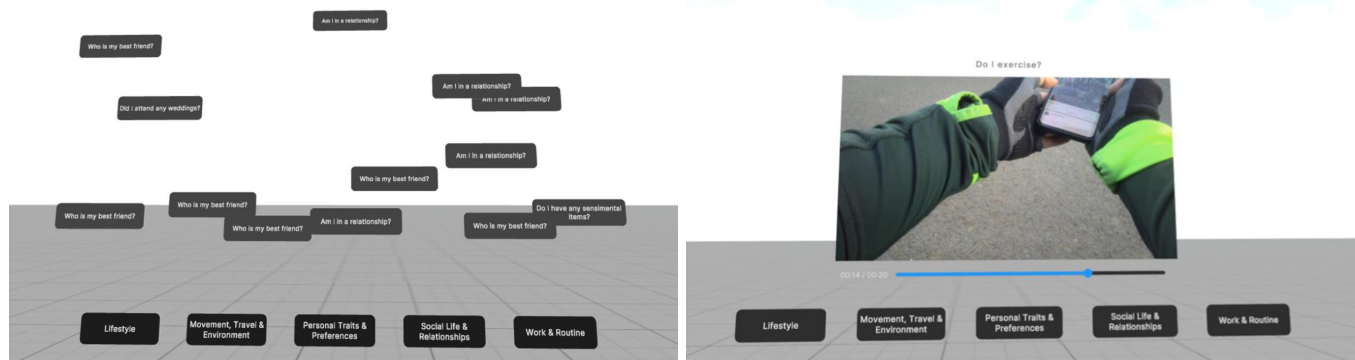 Am I in a relationship?
Who is my best friend?
Am I in a relationship?
Am I in a relationship?
Did I attend any weddings?
Am I in a relationship?
Who is my best friend?
Who is my best friend?
Who is my best friend?
Who is my best friend?
Am I in a relationship?
Who is my best friend?
Do I have any sensimental
items?
Lifestyle
Movement, Travel &
Environment
Personal Traits &
Preferences
Social Life &
Relationships
Work & Routine
Do I exercise?
00:14 / 00:20
Lifestyle
Movement, Travel &
Environment
Personal Traits &
Preferences
Social Life &
Relationships
Work & Routine